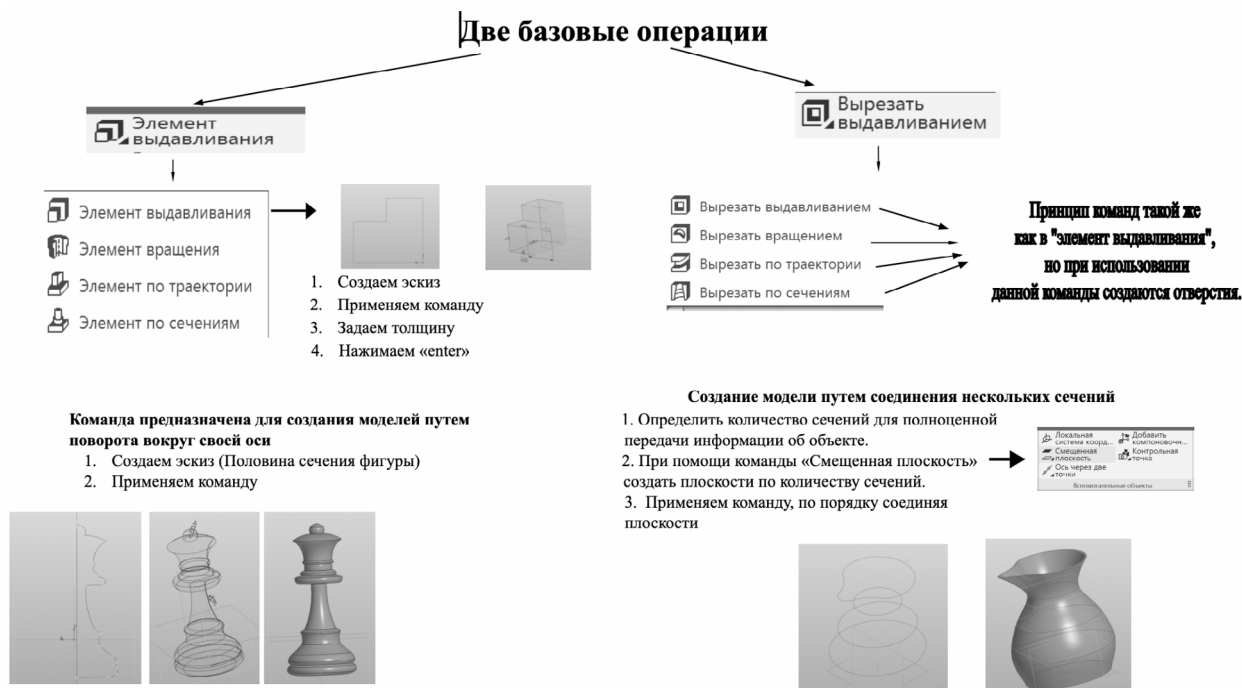 Две базовые операции
Элемент
выдавливания
Вырезать
выдавливанием
Элемент выдавливания
Элемент вращения
Элемент по траектории
Элемент по сечениям
1. Создаем эскиз
2. Применяем команду
3. Задаем толщину
4. Нажимаем «enter»
Вырезать выдавливанием
Вырезать вращением
Вырезать по траектории
Вырезать по сечениям
Принцип команд такой же
как в "элемент выдавливания",
но при использовании
данной команды создаются отверстия.
Команда предназначена для создания моделей путем
поворота вокруг своей оси
1. Создаем эскиз (Половина сечения фигуры)
2. Применяем команду
Создание модели путем соединения нескольких сечений
1. Определить количество сечений для полноценной
передачи информации об объекте.
2. При помощи команды «Смещенная плоскость»
создать плоскости по количеству сечений.
3. Применяем команду, по порядку соединяя
плоскости
Локальная
система коорд...
Добавить
компоновочн...
Смещенная
плоскость
Контрольная
точка
Ось через две
точки
Вспомогательные объекты